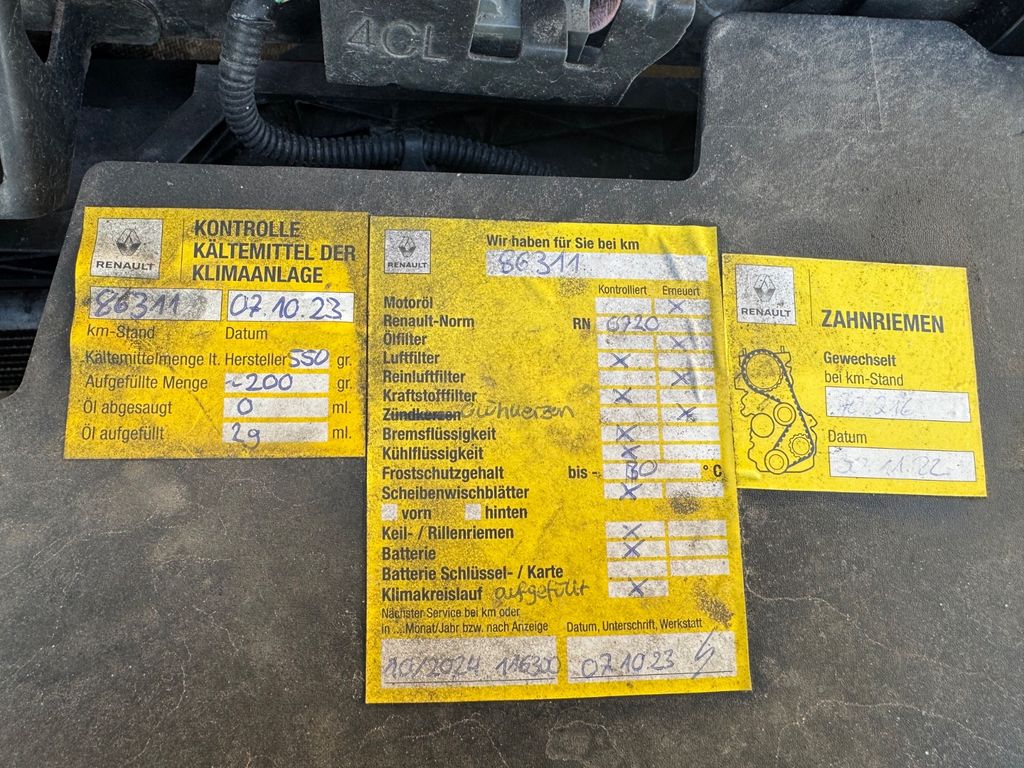 4CL
RENAULT
KONTROLLE
KÄLTEMITTEL DER
KLIMAANLAGE
86311 07.10.23
km-Stand Datum
Kältemittelmenge lt. Hersteller 550 gr.
Aufgefüllte Menge ~200 gr.
Öl abgesaugt 0 ml.
Öl aufgefüllt 2g ml.
RENAULT
Wir haben für Sie bei km
86311
Kontrolliert Erneuert
Motoröl X
Renault-Norm RN 0720
Ölfilter X
Luftfilter X
Reinluftfilter X
Kraftstofffilter X
Zündkerzen Glühkerzen X
Bremsflüssigkeit X
Kühlflüssigkeit X
Frostschutzgehalt bis - 30 °C
Scheibenwischblätter X
vorn hinten
Keil- / Rillenriemen X
Batterie X
Batterie Schlüssel- / Karte
Klimakreislauf aufgefüllt X
Nächster Service bei km oder
in ... Monat/Jahr bzw. nach Anzeige
Datum, Unterschrift, Werkstatt
10/2024 116300
07.10.23
RENAULT
ZAHNRIEMEN
Gewechselt
bei km-Stand
Datum